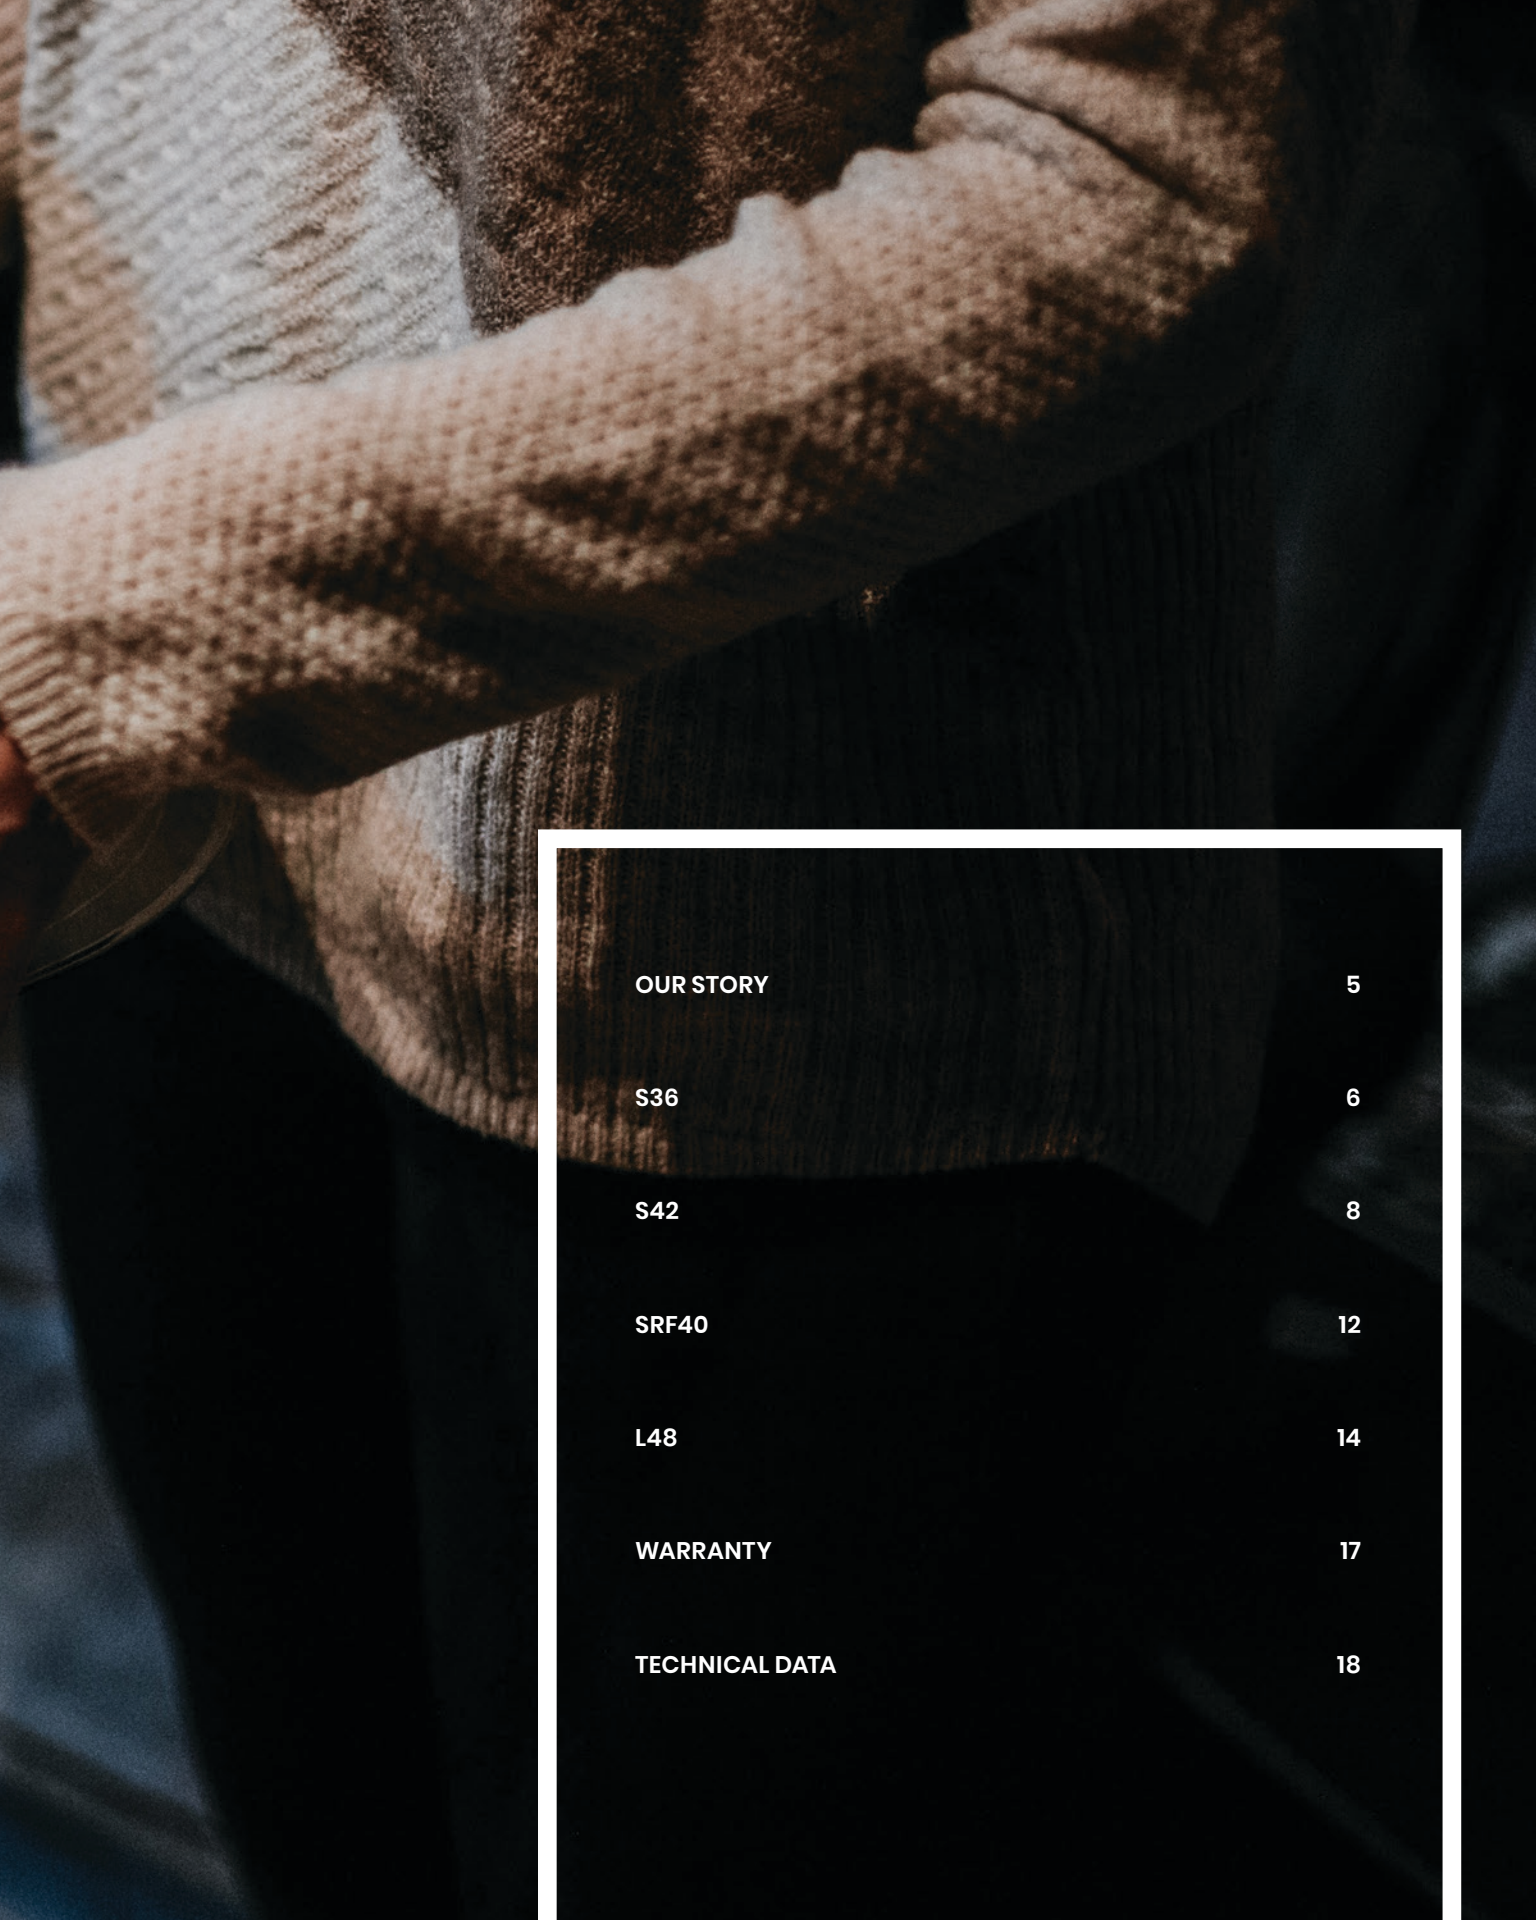 OUR STORY 5
S36 6
S42 8
SRF40 12
L48 14
WARRANTY 17
TECHNICAL DATA 18